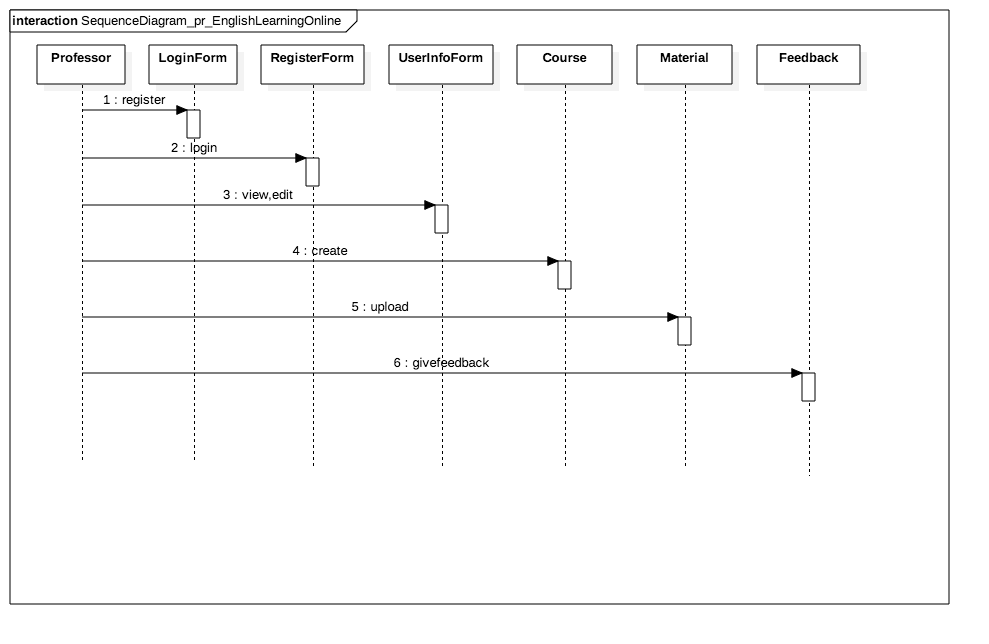 interaction SequenceDiagram_pr_EnglishLearningOnline
Professor
LoginForm
RegisterForm
UserInfoForm
Course
Material
Feedback
1 : register
2 : login
3 : view,edit
4 : create
5 : upload
6 : givefeedback